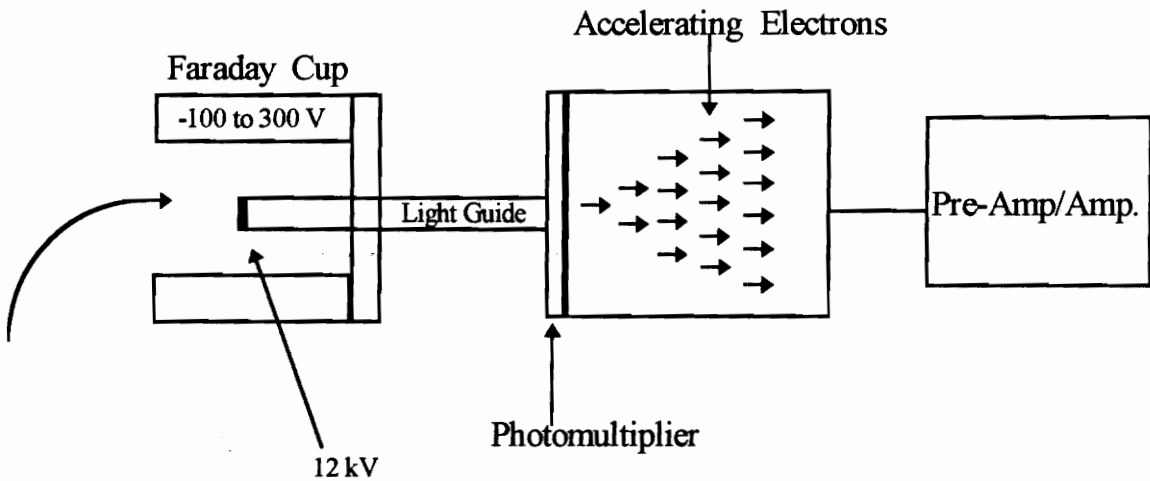 Accelerating Electrons
Faraday Cup
-100 to 300 V
Light Guide
Pre-Amp/Amp.
Photomultiplier
12 kV